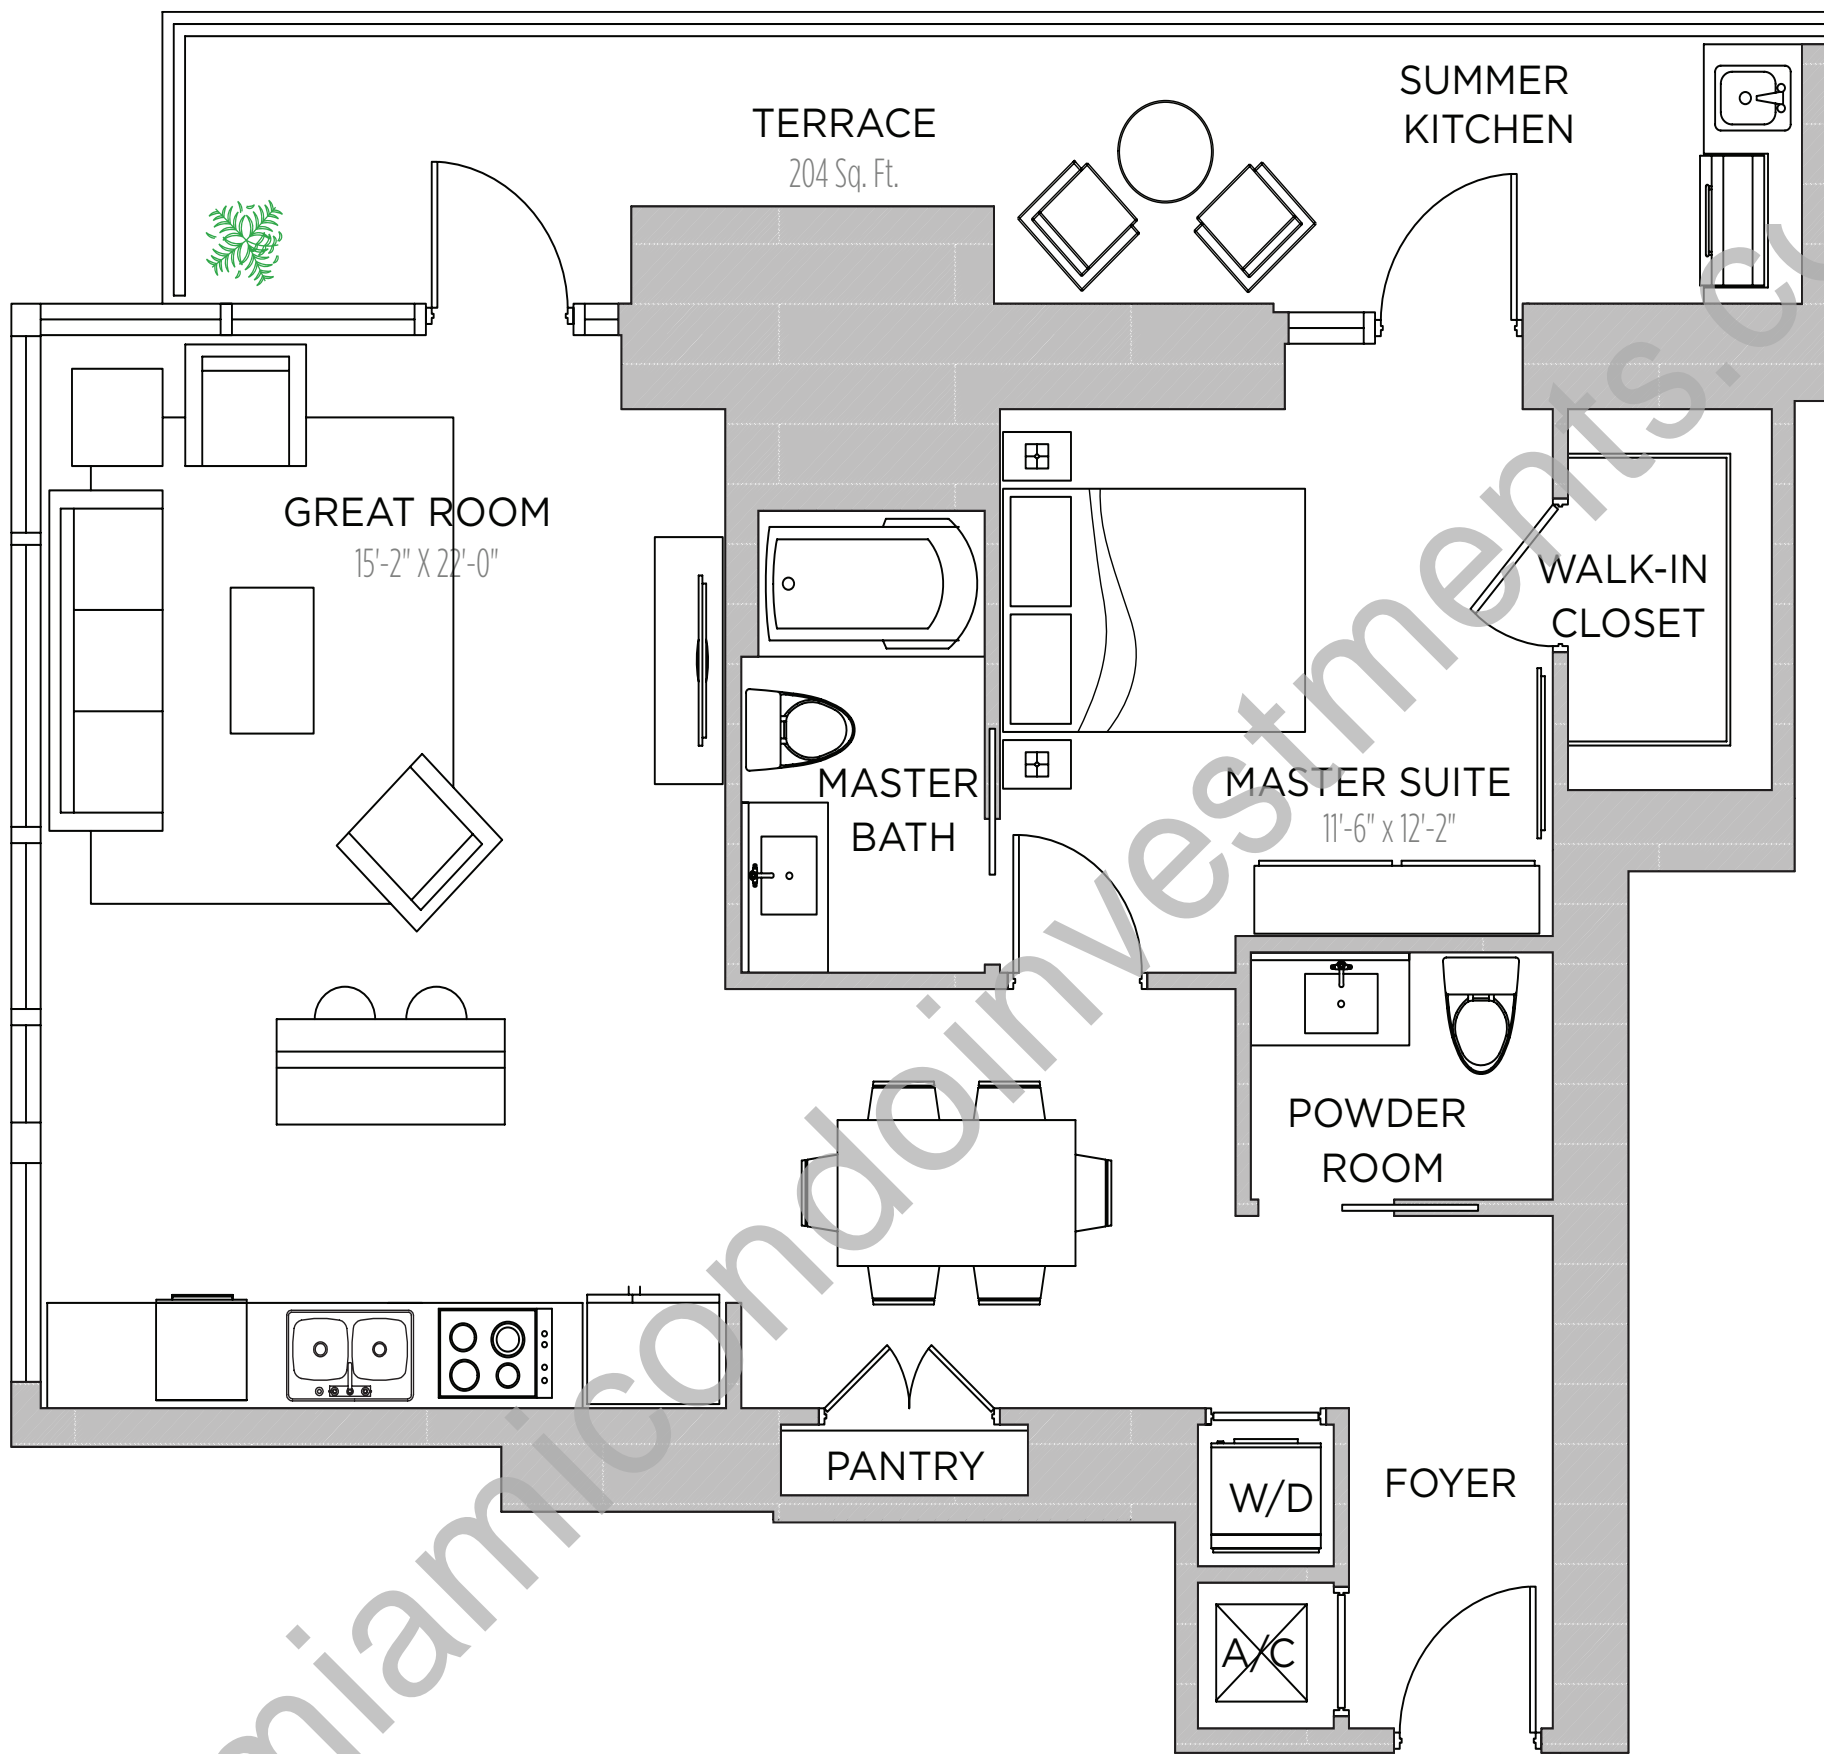 SUMMER
KITCHEN
TERRACE
204 Sq. Ft.
GREAT ROOM
15'-2" X 22'-0"
WALK-IN
CLOSET
MASTER
BATH
MASTER SUITE
11'-6" x 12'-2"
POWDER
ROOM
PANTRY
W/D
FOYER
A/C
miamicondoinvestments.co